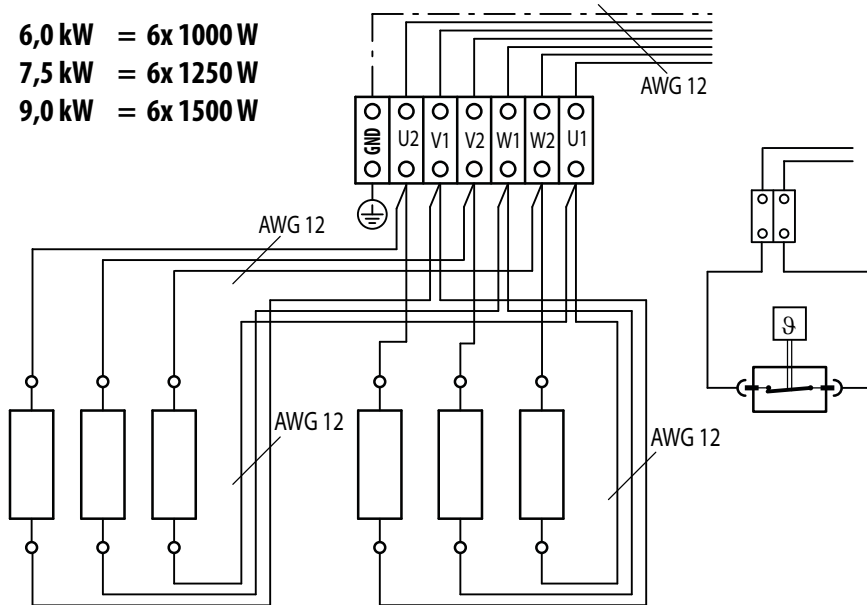 6,0 kW = 6x 1000 W
7,5 kW = 6x 1250 W
9,0 kW = 6x 1500 W
AWG 12
GND U2 V1 V2 W1 W2 U1
AWG 12
ϑ
AWG 12
AWG 12